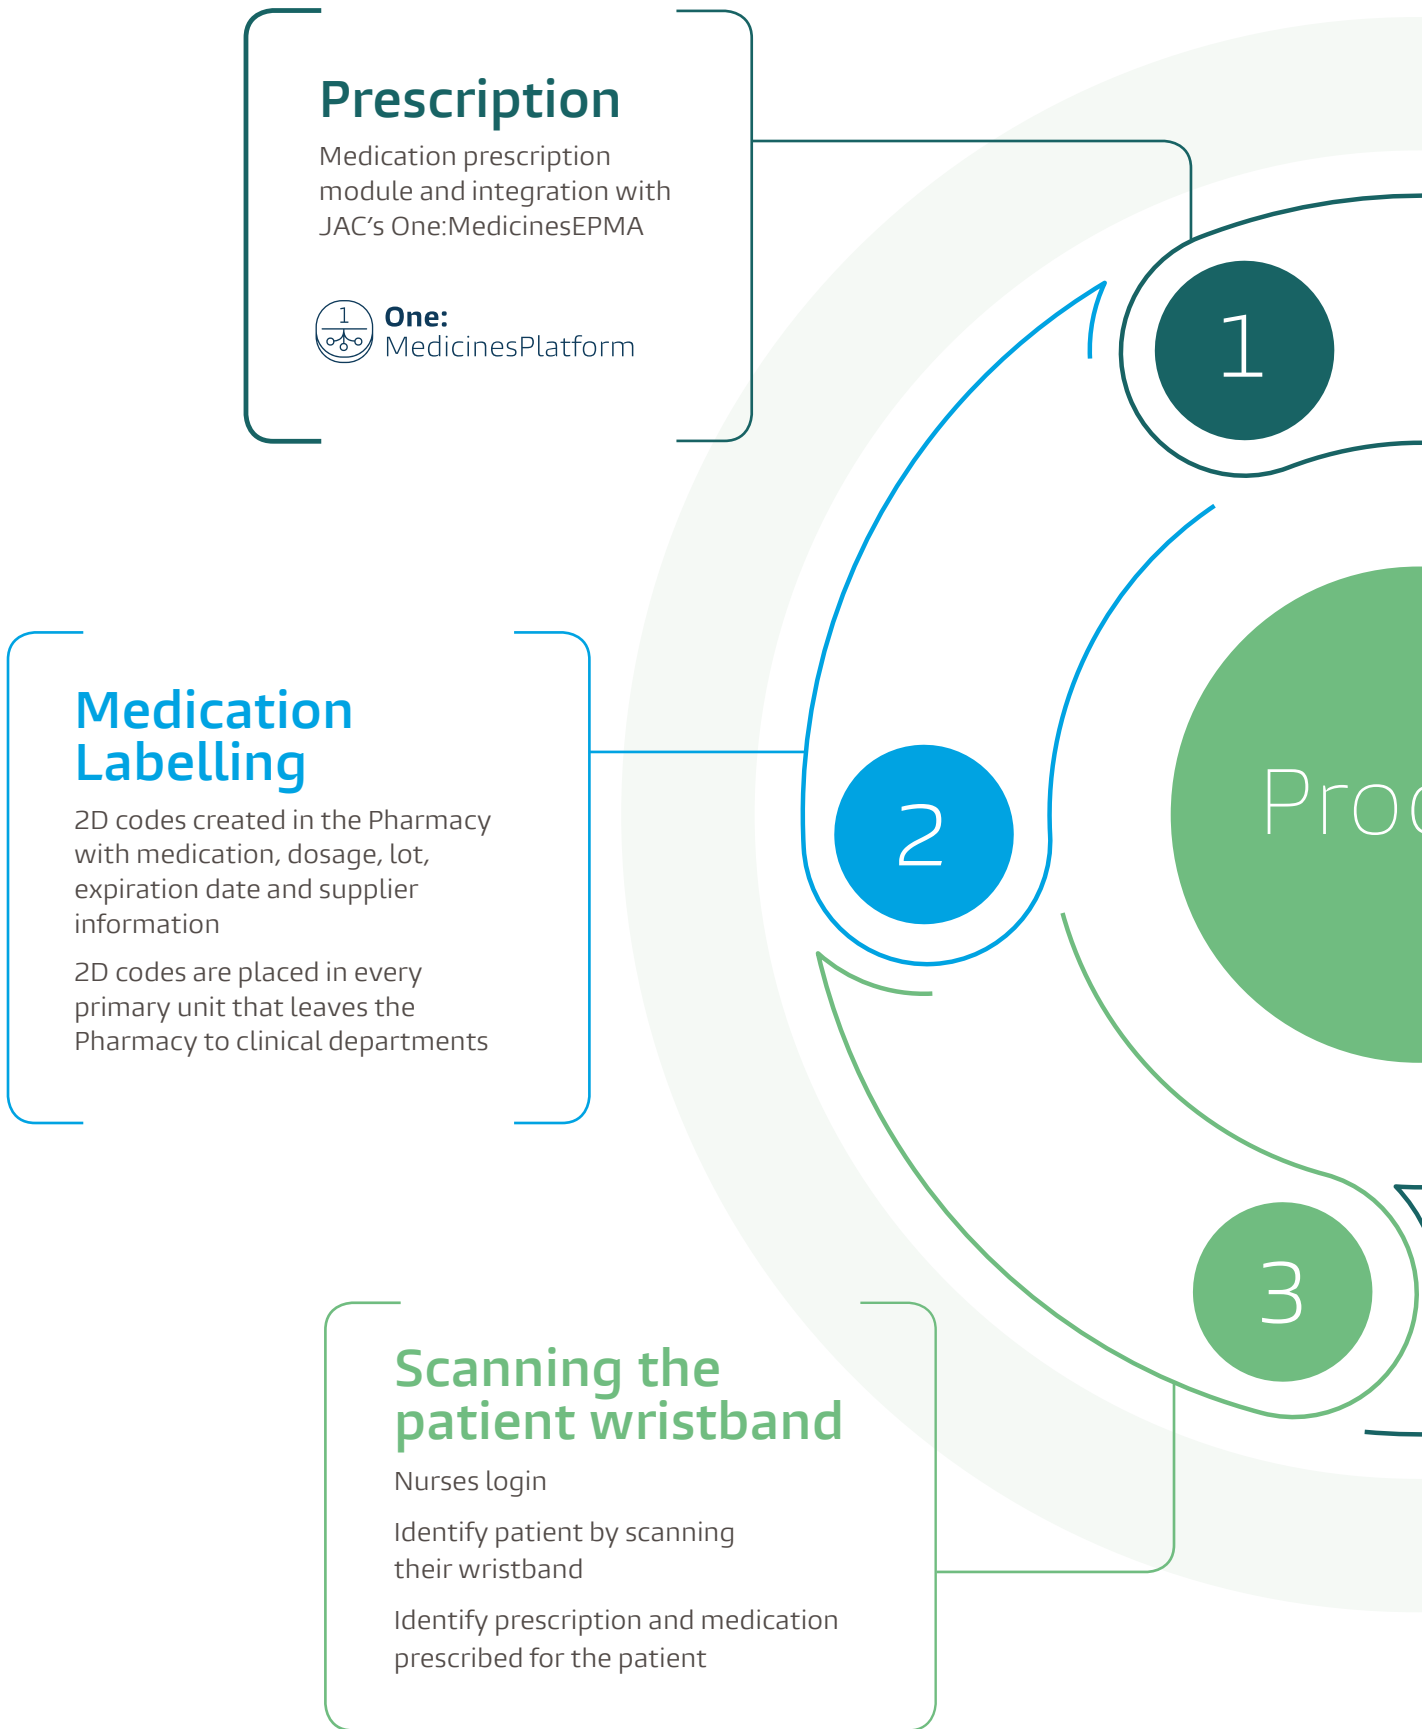 Prescription
Medication prescription
module and integration with
JAC’s One:MedicinesEPMA
1
One:
MedicinesPlatform
1
Medication
Labelling
2D codes created in the Pharmacy
with medication, dosage, lot,
expiration date and supplier
information
2D codes are placed in every
primary unit that leaves the
Pharmacy to clinical departments
2
Scanning the
patient wristband
Nurses login
Identify patient by scanning
their wristband
Identify prescription and medication
prescribed for the patient
3